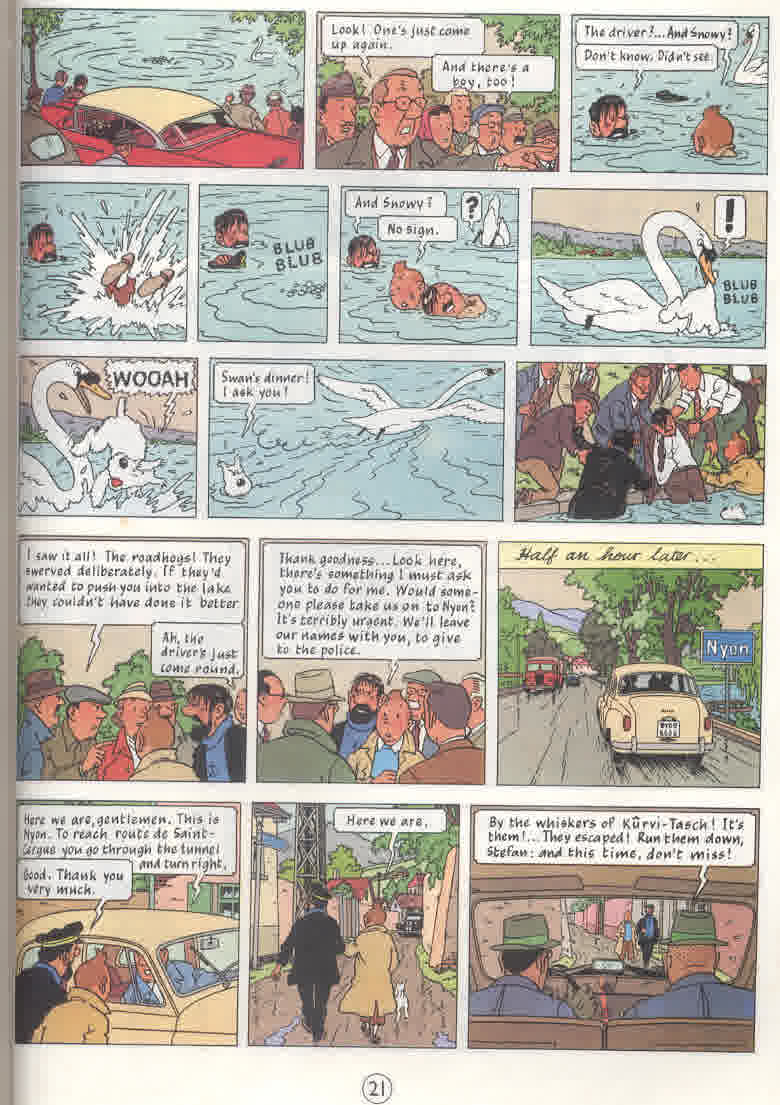 Look! One's just come
up again.
And there's a
boy, too!
The driver?...And Snowy?
Don't know. Didn't see.
BLUB
BLUB
And Snowy?
No sign.
?
!
BLUB
BLUB
WOOAH
Swan's dinner!
I ask you!
I saw it all! The roadhogs! They
swerved deliberately. If they'd
wanted to push you into the lake
they couldn't have done it better
Ah, the
driver's just
come round.
Thank goodness... Look here,
there's something I must ask
you to do for me. Would some-
one please take us on to Nyon?
It's terribly urgent. We'll leave
our names with you, to give
to the police.
Half an hour later...
Nyon
Here we are, gentlemen. This is
Nyon. To reach route de Saint-
Cergue you go through the tunnel
and turn right.
Good. Thank you
very much.
Here we are.
By the whiskers of Kûrvi-Tasch! It's
them!... They escaped! Run them down,
Stefan: and this time, don't miss!
21